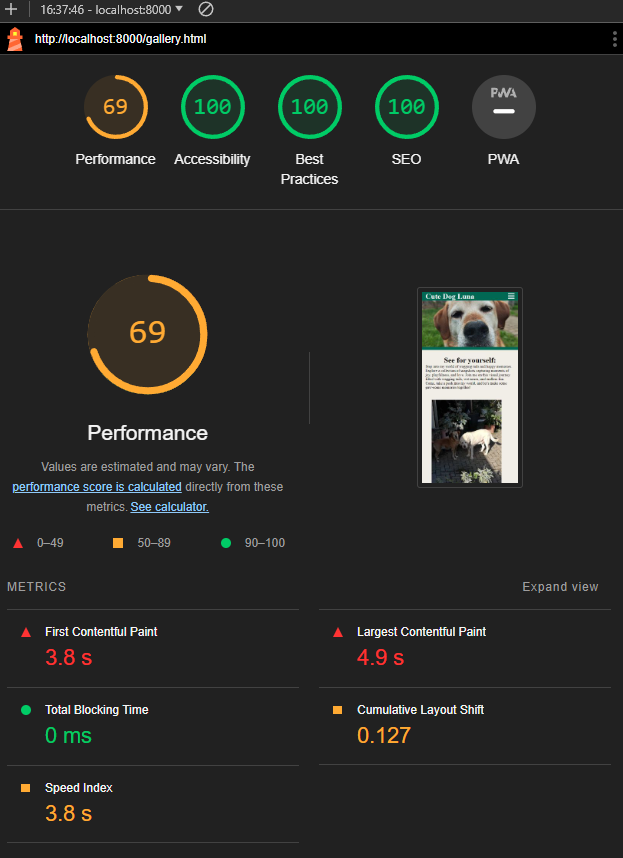 16:37:46 - localhost:8000
http://localhost:8000/gallery.html
69
100
100
100
PWA
Performance
Accessibility
Best
Practices
SEO
PWA
69
Performance
Values are estimated and may vary. The
performance score is calculated directly from these
metrics. See calculator.
0–49
50–89
90–100
Cute Dog Luna
See for yourself:
METRICS
Expand view
First Contentful Paint
3.8 s
Largest Contentful Paint
4.9 s
Total Blocking Time
0 ms
Cumulative Layout Shift
0.127
Speed Index
3.8 s